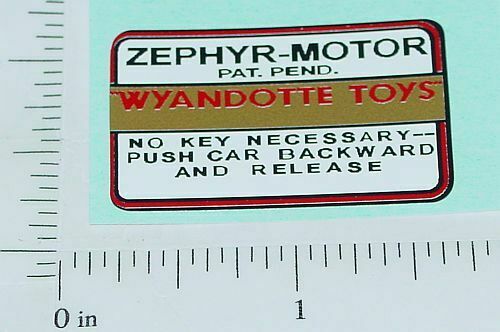 ZEPHYR-MOTOR
PAT. PEND.
"WYANDOTTE TOYS"
NO KEY NECESSARY--
PUSH CAR BACKWARD
AND RELEASE
0 in
1